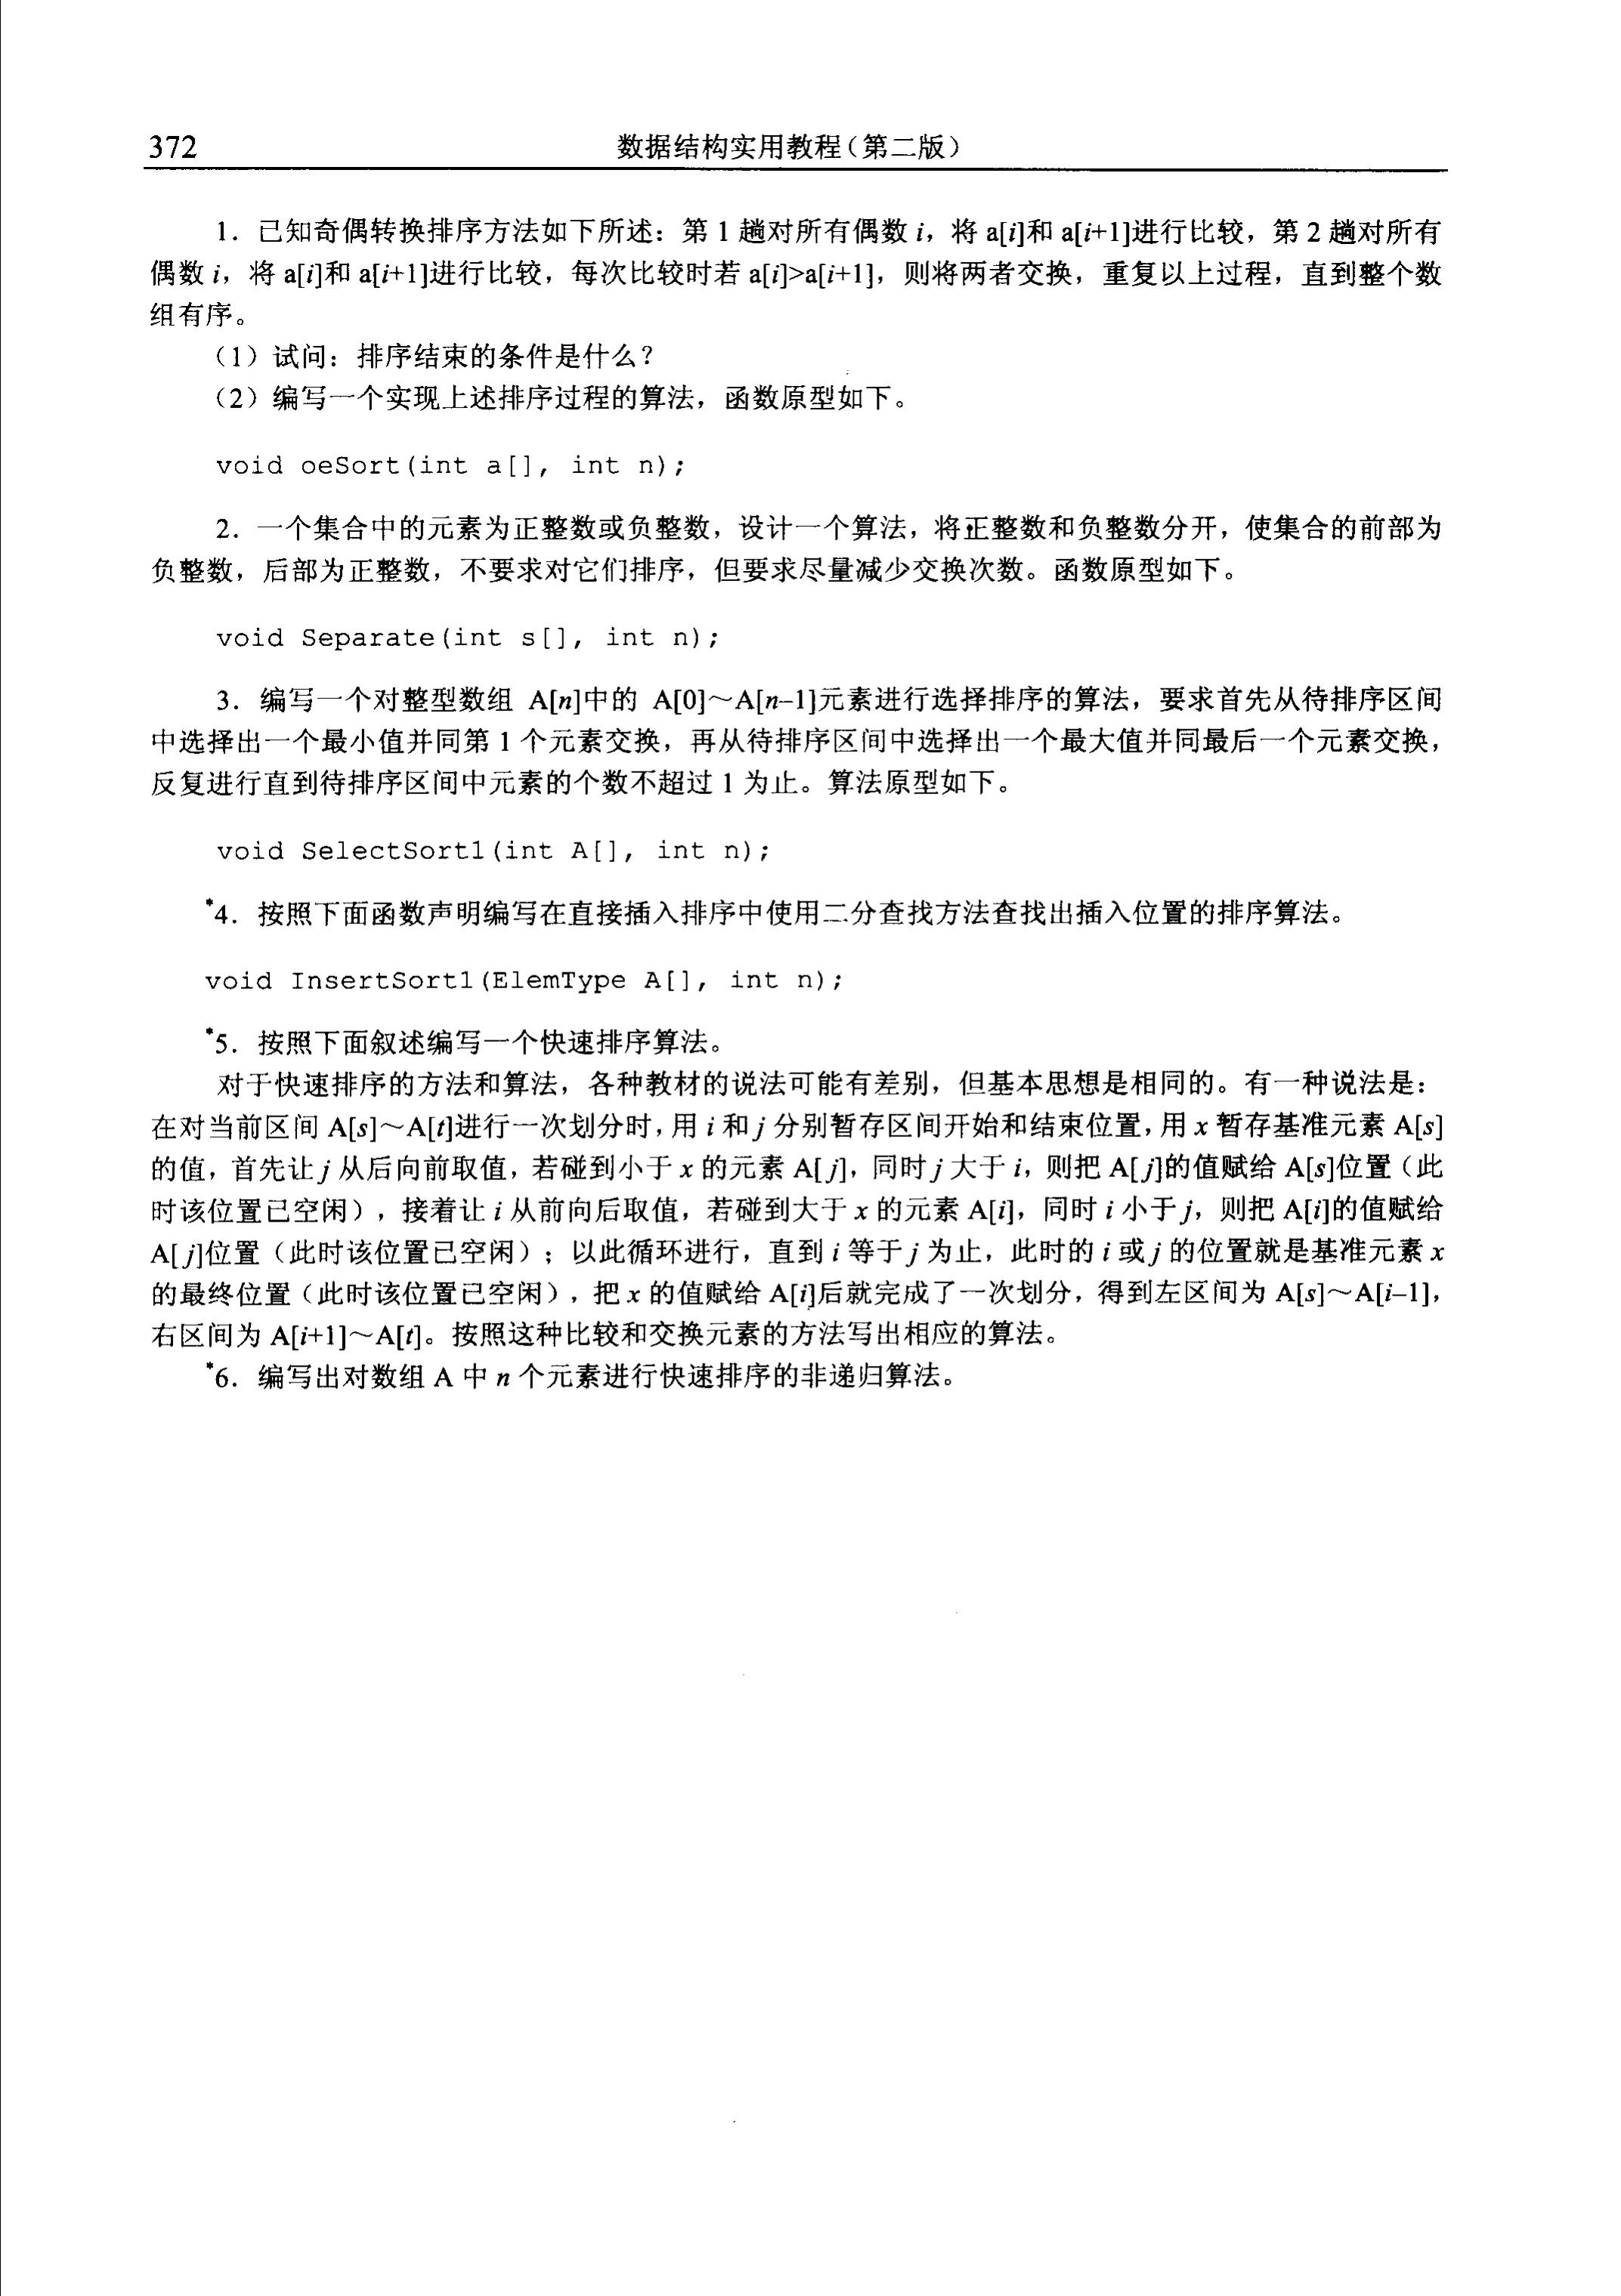 372
数据结构实用教程（第二版）
1．已知奇偶转换排序方法如下所述：第 1 趟对所有偶数 i，将 a[i]和 a[i+1]进行比较，第 2 趟对所有
偶数 i，将 a[i]和 a[i+1]进行比较，每次比较时若 a[i]>a[i+1]，则将两者交换，重复以上过程，直到整个数
组有序。
（1）试问：排序结束的条件是什么？
（2）编写一个实现上述排序过程的算法，函数原型如下。
void oeSort(int a[], int n);
2．一个集合中的元素为正整数或负整数，设计一个算法，将正整数和负整数分开，使集合的前部为
负整数，后部为正整数，不要求对它们排序，但要求尽量减少交换次数。函数原型如下。
void Separate(int s[], int n);
3．编写一个对整型数组 A[n]中的 A[0]～A[n–1]元素进行选择排序的算法，要求首先从待排序区间
中选择出一个最小值并同第 1 个元素交换，再从待排序区间中选择出一个最大值并同最后一个元素交换，
反复进行直到待排序区间中元素的个数不超过 1 为止。算法原型如下。
void SelectSort1(int A[], int n);
*4．按照下面函数声明编写在直接插入排序中使用二分查找方法查找出插入位置的排序算法。
void InsertSort1(ElemType A[], int n);
*5．按照下面叙述编写一个快速排序算法。
对于快速排序的方法和算法，各种教材的说法可能有差别，但基本思想是相同的。有一种说法是：
在对当前区间 A[s]～A[t]进行一次划分时，用 i 和 j 分别暂存区间开始和结束位置，用 x 暂存基准元素 A[s]
的值，首先让 j 从后向前取值，若碰到小于 x 的元素 A[j]，同时 j 大于 i，则把 A[j]的值赋给 A[s]位置（此
时该位置已空闲），接着让 i 从前向后取值，若碰到大于 x 的元素 A[i]，同时 i 小于 j，则把 A[i]的值赋给
A[j]位置（此时该位置已空闲）；以此循环进行，直到 i 等于 j 为止，此时的 i 或 j 的位置就是基准元素 x
的最终位置（此时该位置已空闲），把 x 的值赋给 A[i]后就完成了一次划分，得到左区间为 A[s]～A[i–1]，
右区间为 A[i+1]～A[t]。按照这种比较和交换元素的方法写出相应的算法。
*6．编写出对数组 A 中 n 个元素进行快速排序的非递归算法。